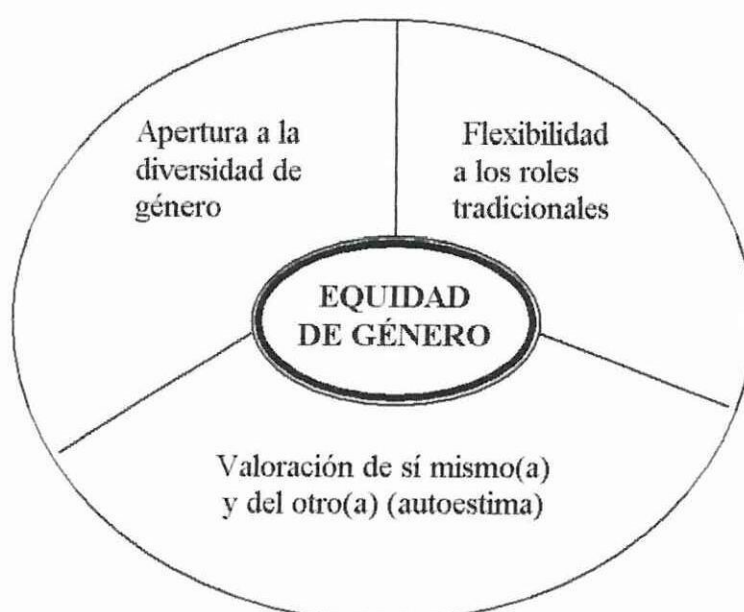 Apertura a la
diversidad de
género
Flexibilidad
a los roles
tradicionales
EQUIDAD
DE GÉNERO
Valoración de sí mismo(a)
y del otro(a) (autoestima)